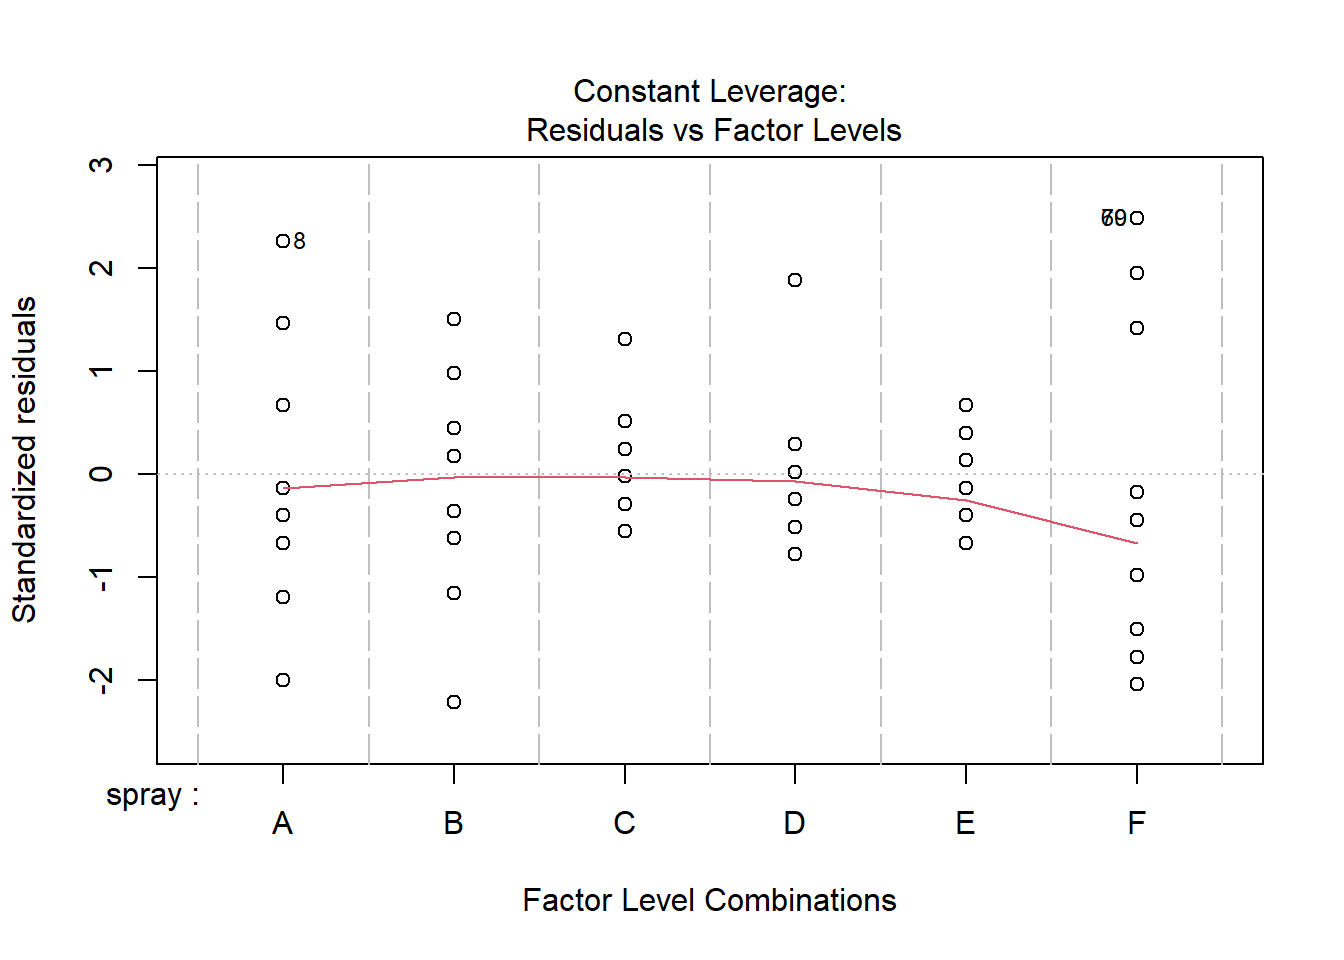 Constant Leverage:
Residuals vs Factor Levels
Standardized residuals
3
2
1
0
-1
-2
8
spray :
A B C D E F
Factor Level Combinations